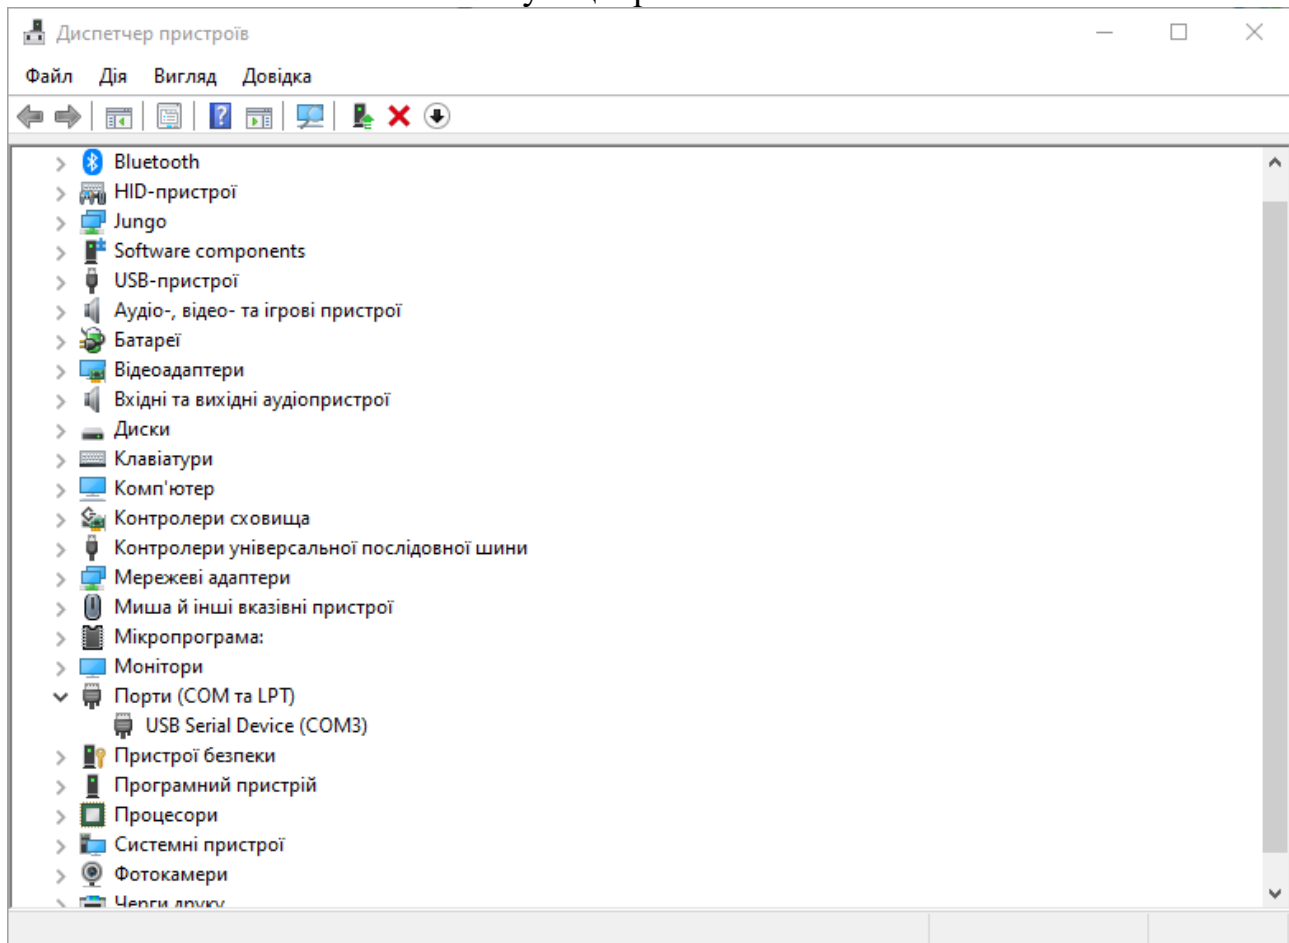 Диспетчер пристроїв
Файл Дія Вигляд Довідка
Bluetooth
HID-пристрої
Jungo
Software components
USB-пристрої
Аудіо-, відео- та ігрові пристрої
Батареї
Відеоадаптери
Вхідні та вихідні аудіопристрої
Диски
Клавіатури
Комп'ютер
Контролери сховища
Контролери універсальної послідовної шини
Мережеві адаптери
Миша й інші вказівні пристрої
Мікропрограма:
Монітори
Порти (COM та LPT)
USB Serial Device (COM3)
Пристрої безпеки
Програмний пристрій
Процесори
Системні пристрої
Фотокамери
Черги друку